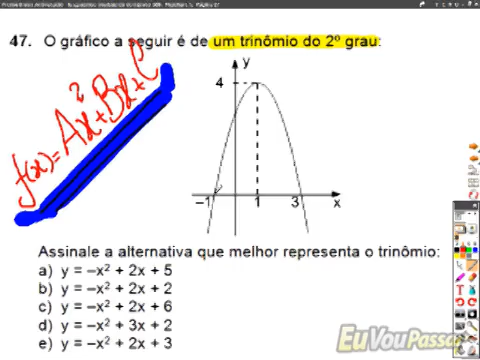 47. O gráfico a seguir é de um trinômio do 2º grau:
f(x)=Ax²+Bx+C
y
4
–1 1 3 x
Assinale a alternativa que melhor representa o trinômio:
a) y = –x² + 2x + 5
b) y = –x² + 2x + 2
c) y = –x² + 2x + 6
d) y = –x² + 3x + 2
e) y = –x² + 2x + 3
EuVouPasso